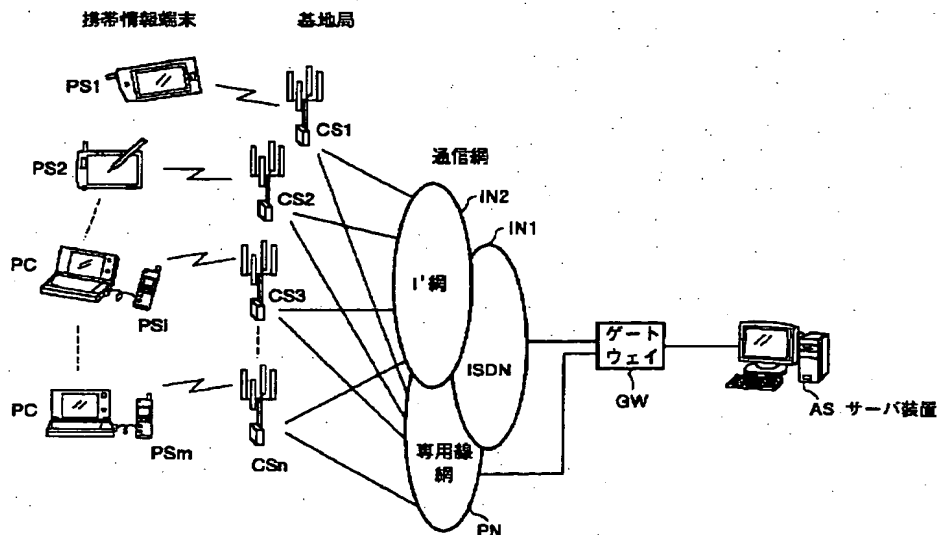 携帯情報端末
基地局
PS1
CS1
通信網
PS2
CS2
IN2
IN1
PC
CS3
I'網
PSl
ISDN
ゲート
ウェイ
GW
AS サーバ装置
PC
PSm
CSn
専用線
網
PN